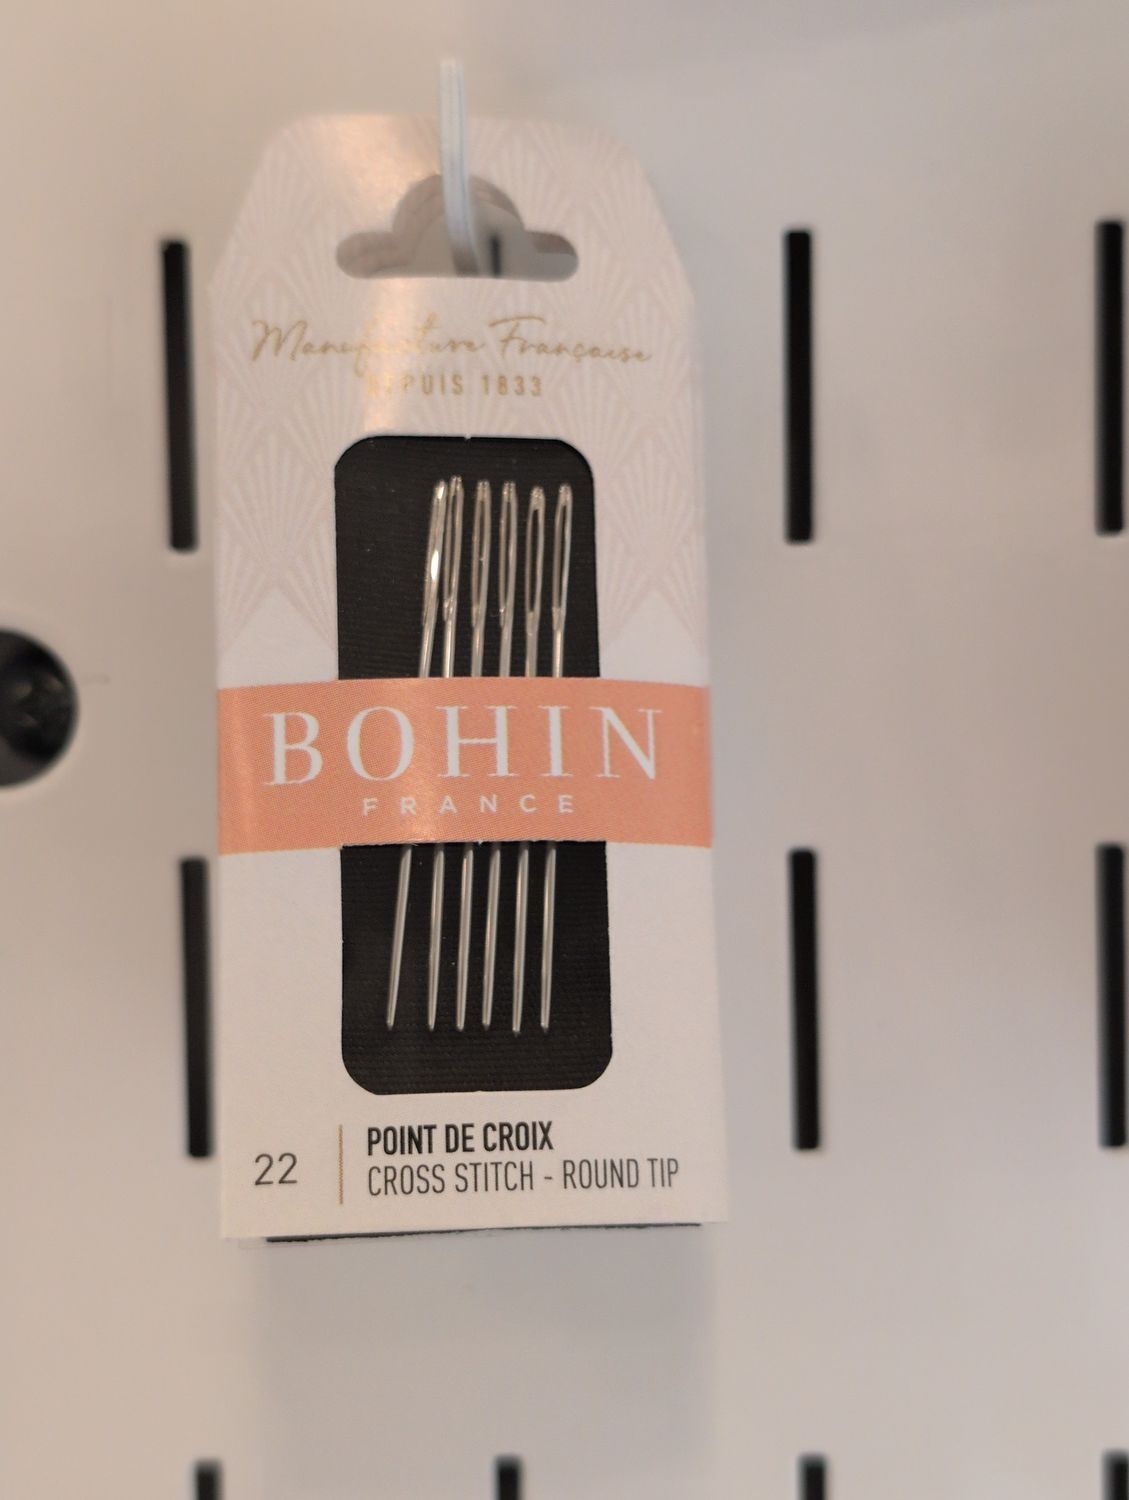 Manufacture Française
DEPUIS 1833
BOHIN
FRANCE
22
POINT DE CROIX
CROSS STITCH - ROUND TIP